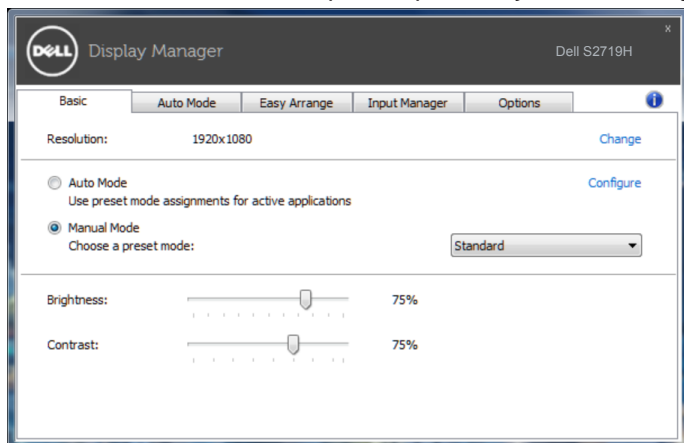 DELL Display Manager
Dell S2719H
x
Basic Auto Mode Easy Arrange Input Manager Options i
Resolution: 1920x1080 Change
Auto Mode Configure
Use preset mode assignments for active applications
Manual Mode
Choose a preset mode: Standard
Brightness: 75%
Contrast: 75%